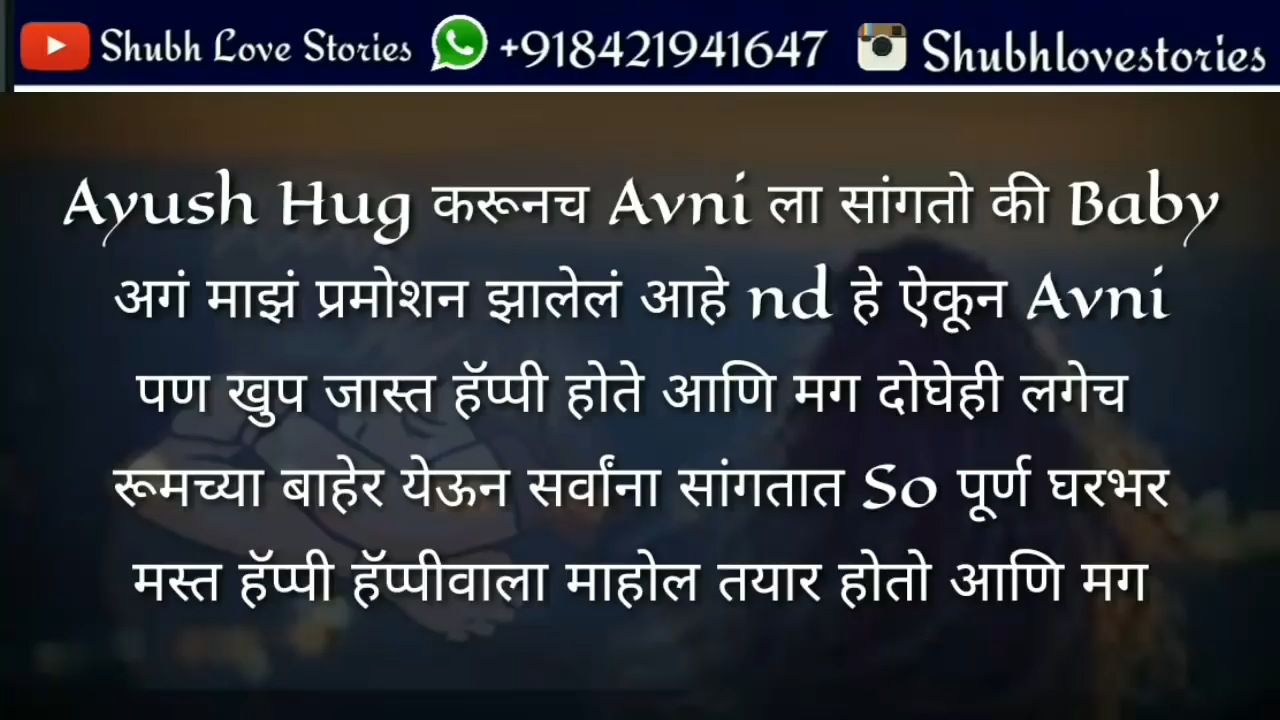 Shubh Love Stories +918421941647 Shubhlovestories
Ayush Hug करूनच Avni ला सांगतो की Baby
अगं माझं प्रमोशन झालेलं आहे nd हे ऐकून Avni
पण खुप जास्त हॅप्पी होते आणि मग दोघेही लगेच
रूमच्या बाहेर येऊन सर्वांना सांगतात So पूर्ण घरभर
मस्त हॅप्पी हॅप्पीवाला माहोल तयार होतो आणि मग